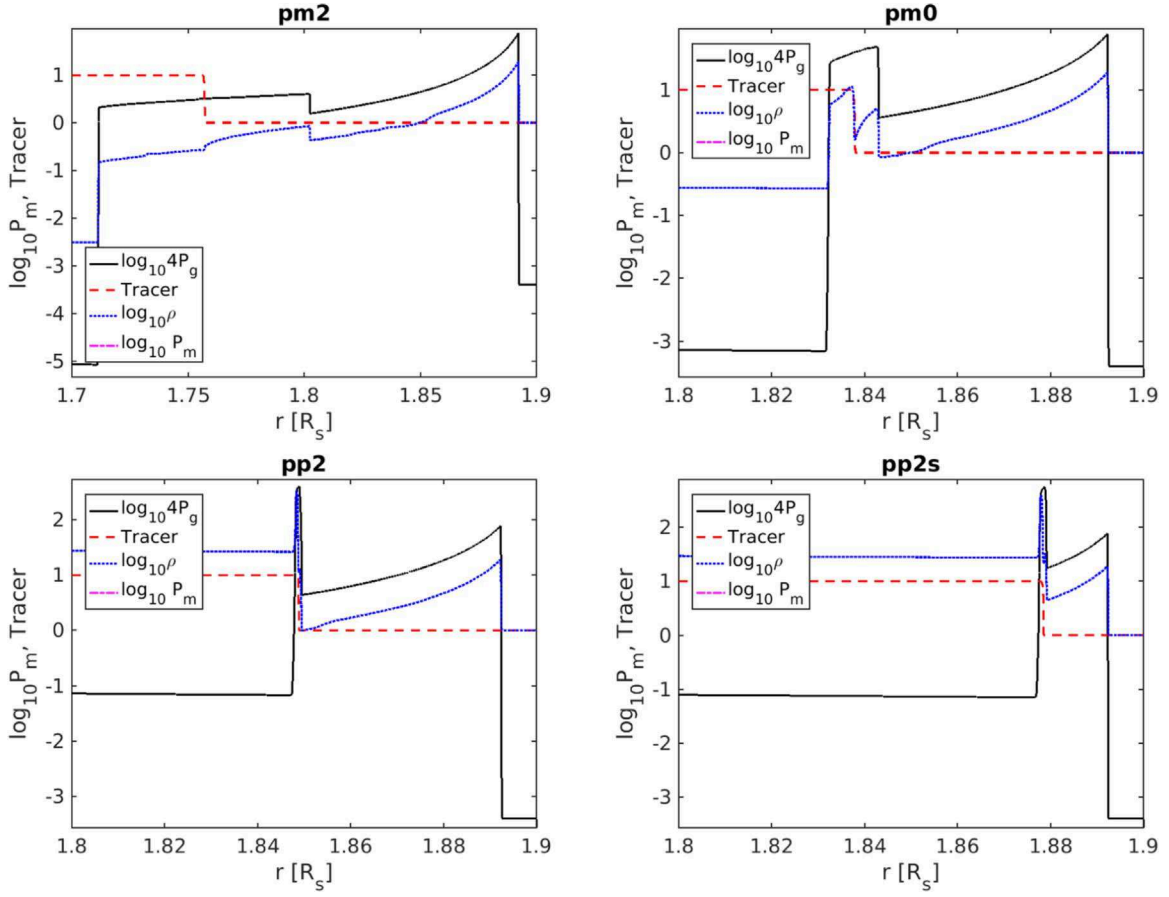 pm2
log₁₀Pₘ, Tracer
1
0
-1
-2
-3
-4
-5
log₁₀4P_g
Tracer
log₁₀ρ
log₁₀ Pₘ
1.7
1.75
1.8
1.85
1.9
r [Rₛ]
pm0
log₁₀Pₘ, Tracer
1
0
-1
-2
-3
log₁₀4P_g
Tracer
log₁₀ρ
log₁₀ Pₘ
1.8
1.82
1.84
1.86
1.88
1.9
r [Rₛ]
pp2
log₁₀Pₘ, Tracer
2
1
0
-1
-2
-3
log₁₀4P_g
Tracer
log₁₀ρ
log₁₀ Pₘ
1.8
1.82
1.84
1.86
1.88
1.9
r [Rₛ]
pp2s
log₁₀Pₘ, Tracer
2
1
0
-1
-2
-3
log₁₀4P_g
Tracer
log₁₀ρ
log₁₀ Pₘ
1.8
1.82
1.84
1.86
1.88
1.9
r [Rₛ]